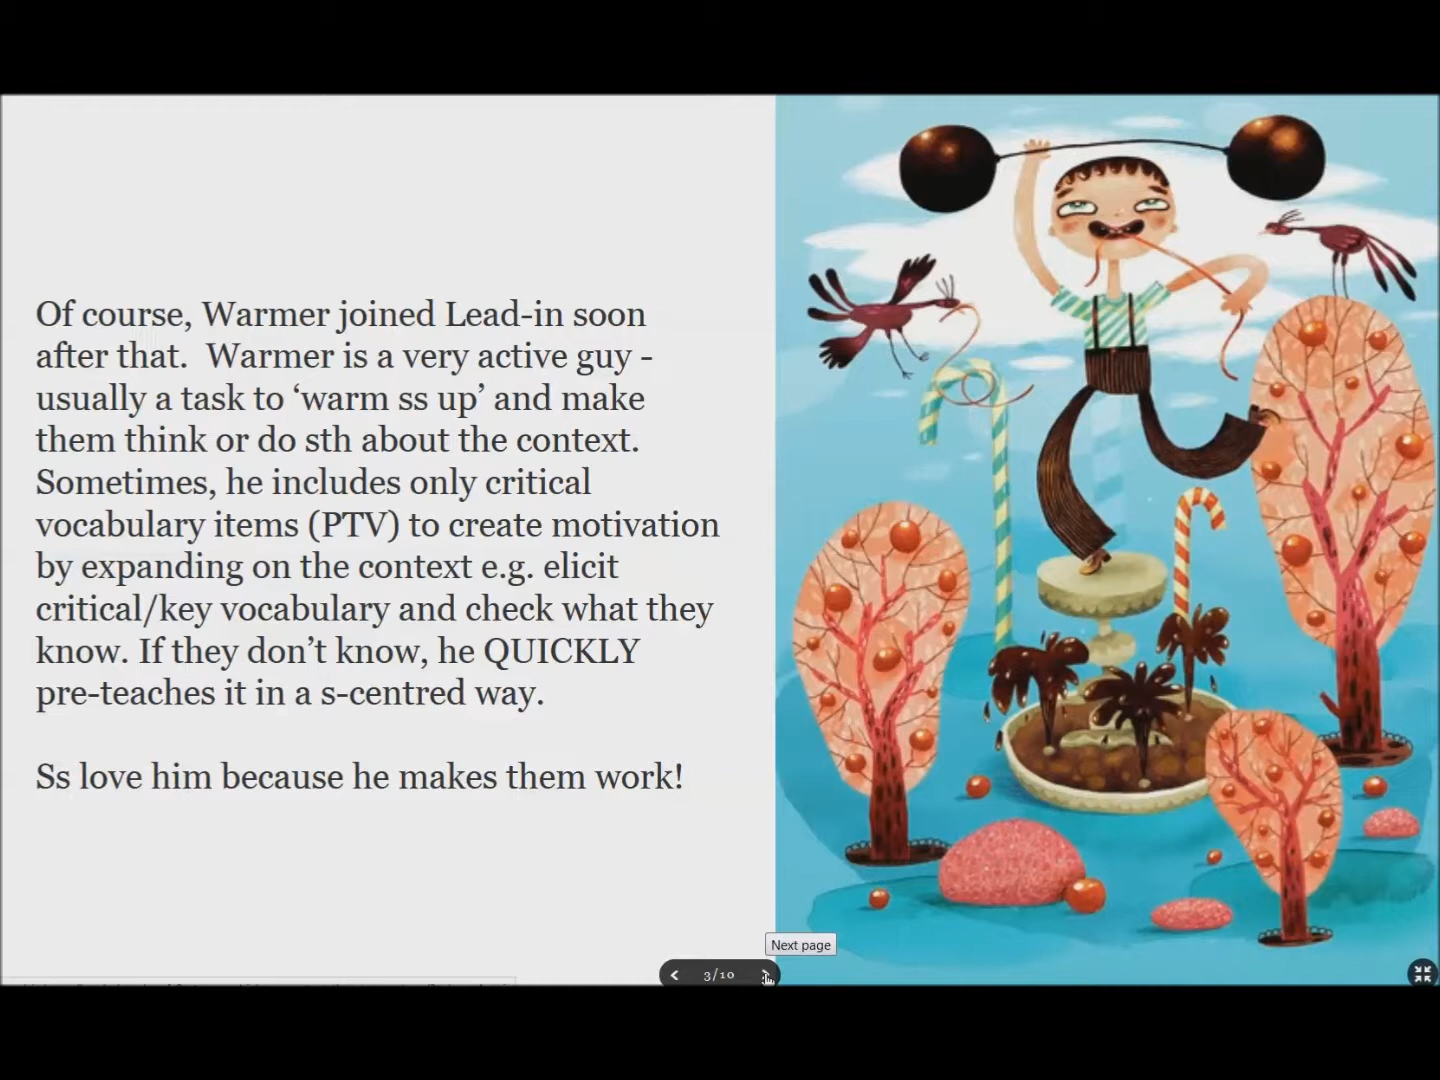 Of course, Warmer joined Lead-in soon
after that.  Warmer is a very active guy -
usually a task to ‘warm ss up’ and make
them think or do sth about the context.
Sometimes, he includes only critical
vocabulary items (PTV) to create motivation
by expanding on the context e.g. elicit
critical/key vocabulary and check what they
know. If they don’t know, he QUICKLY
pre-teaches it in a s-centred way.
Ss love him because he makes them work!
Next page
3/10